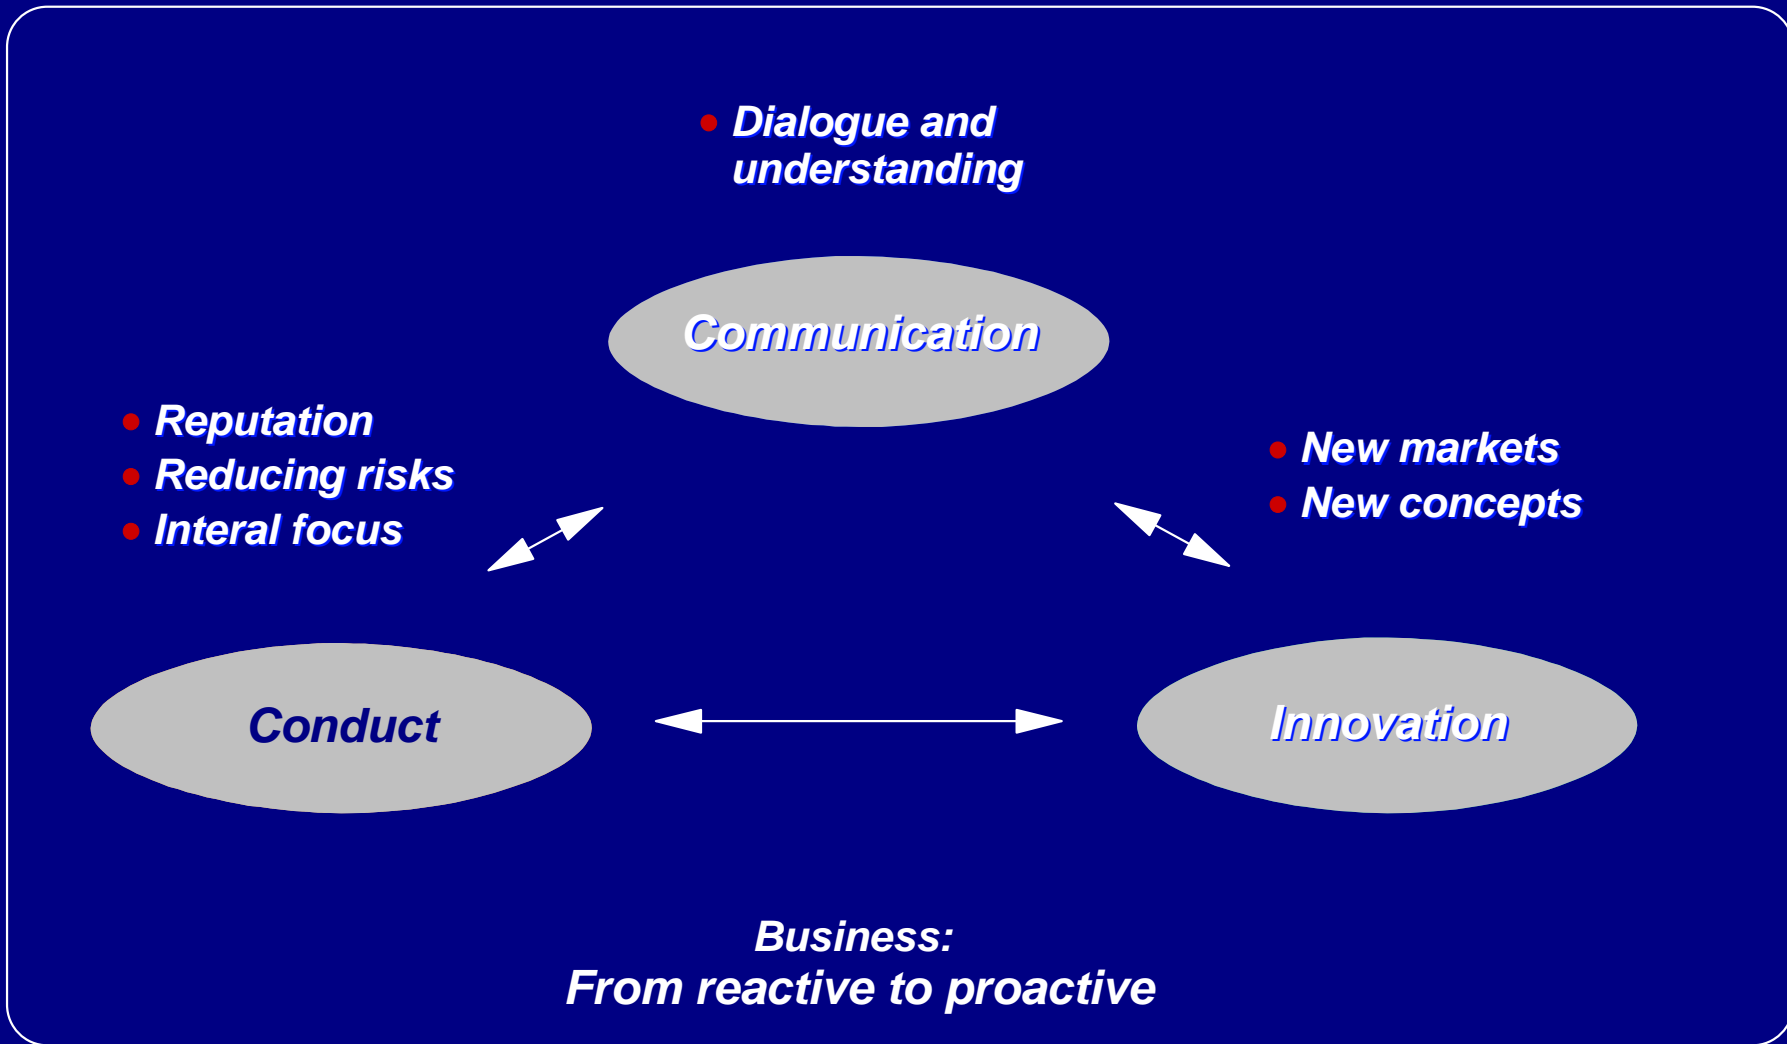 Dialogue and
understanding
Communication
Reputation
Reducing risks
Interal focus
New markets
New concepts
Conduct
Innovation
Business:
From reactive to proactive